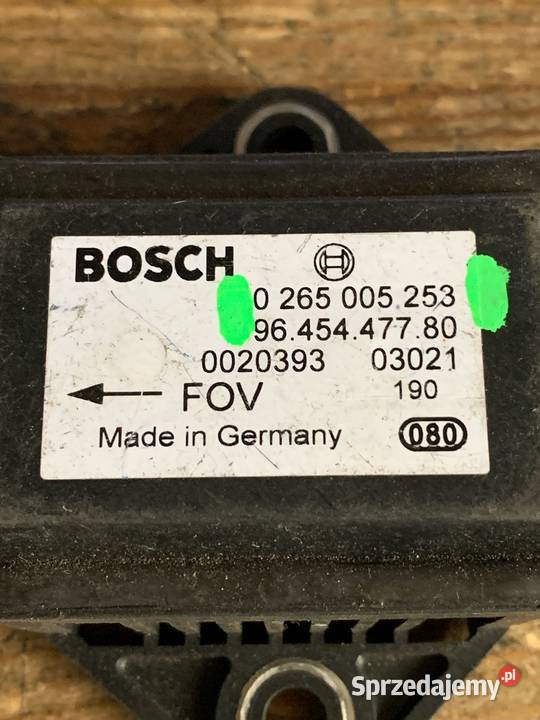 BOSCH
0 265 005 253
96.454.477.80
0020393 03021
FOV 190
Made in Germany 080
Sprzedajemy.pl